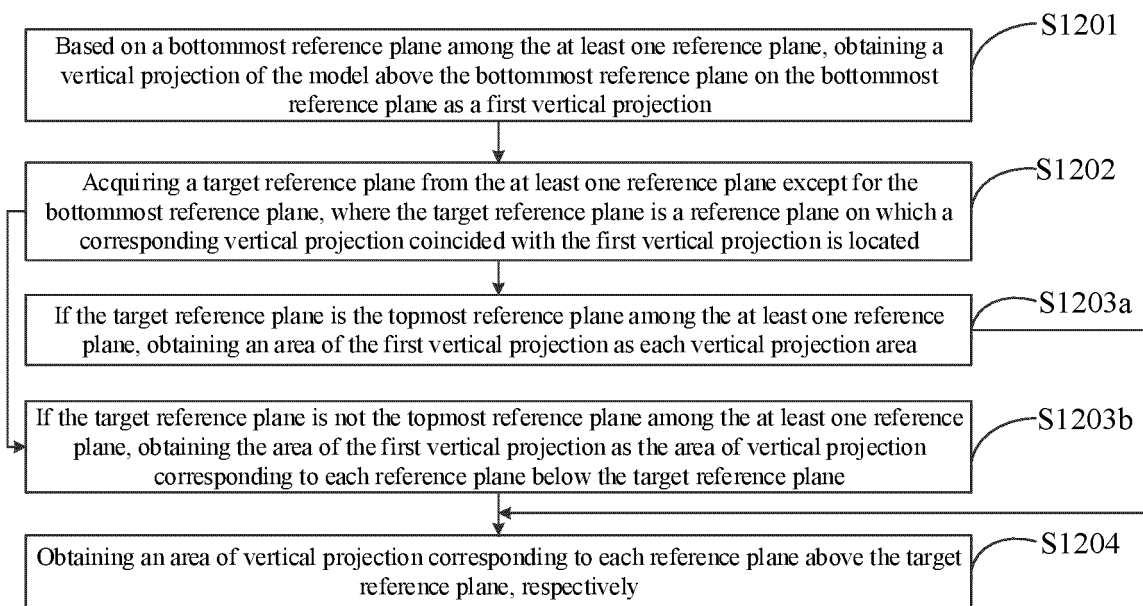 S1201
Based on a bottommost reference plane among the at least one reference plane, obtaining a
vertical projection of the model above the bottommost reference plane on the bottommost
reference plane as a first vertical projection
S1202
Acquiring a target reference plane from the at least one reference plane except for the
bottommost reference plane, where the target reference plane is a reference plane on which a
corresponding vertical projection coincided with the first vertical projection is located
S1203a
If the target reference plane is the topmost reference plane among the at least one reference
plane, obtaining an area of the first vertical projection as each vertical projection area
S1203b
If the target reference plane is not the topmost reference plane among the at least one reference
plane, obtaining the area of the first vertical projection as the area of vertical projection
corresponding to each reference plane below the target reference plane
S1204
Obtaining an area of vertical projection corresponding to each reference plane above the target
reference plane, respectively